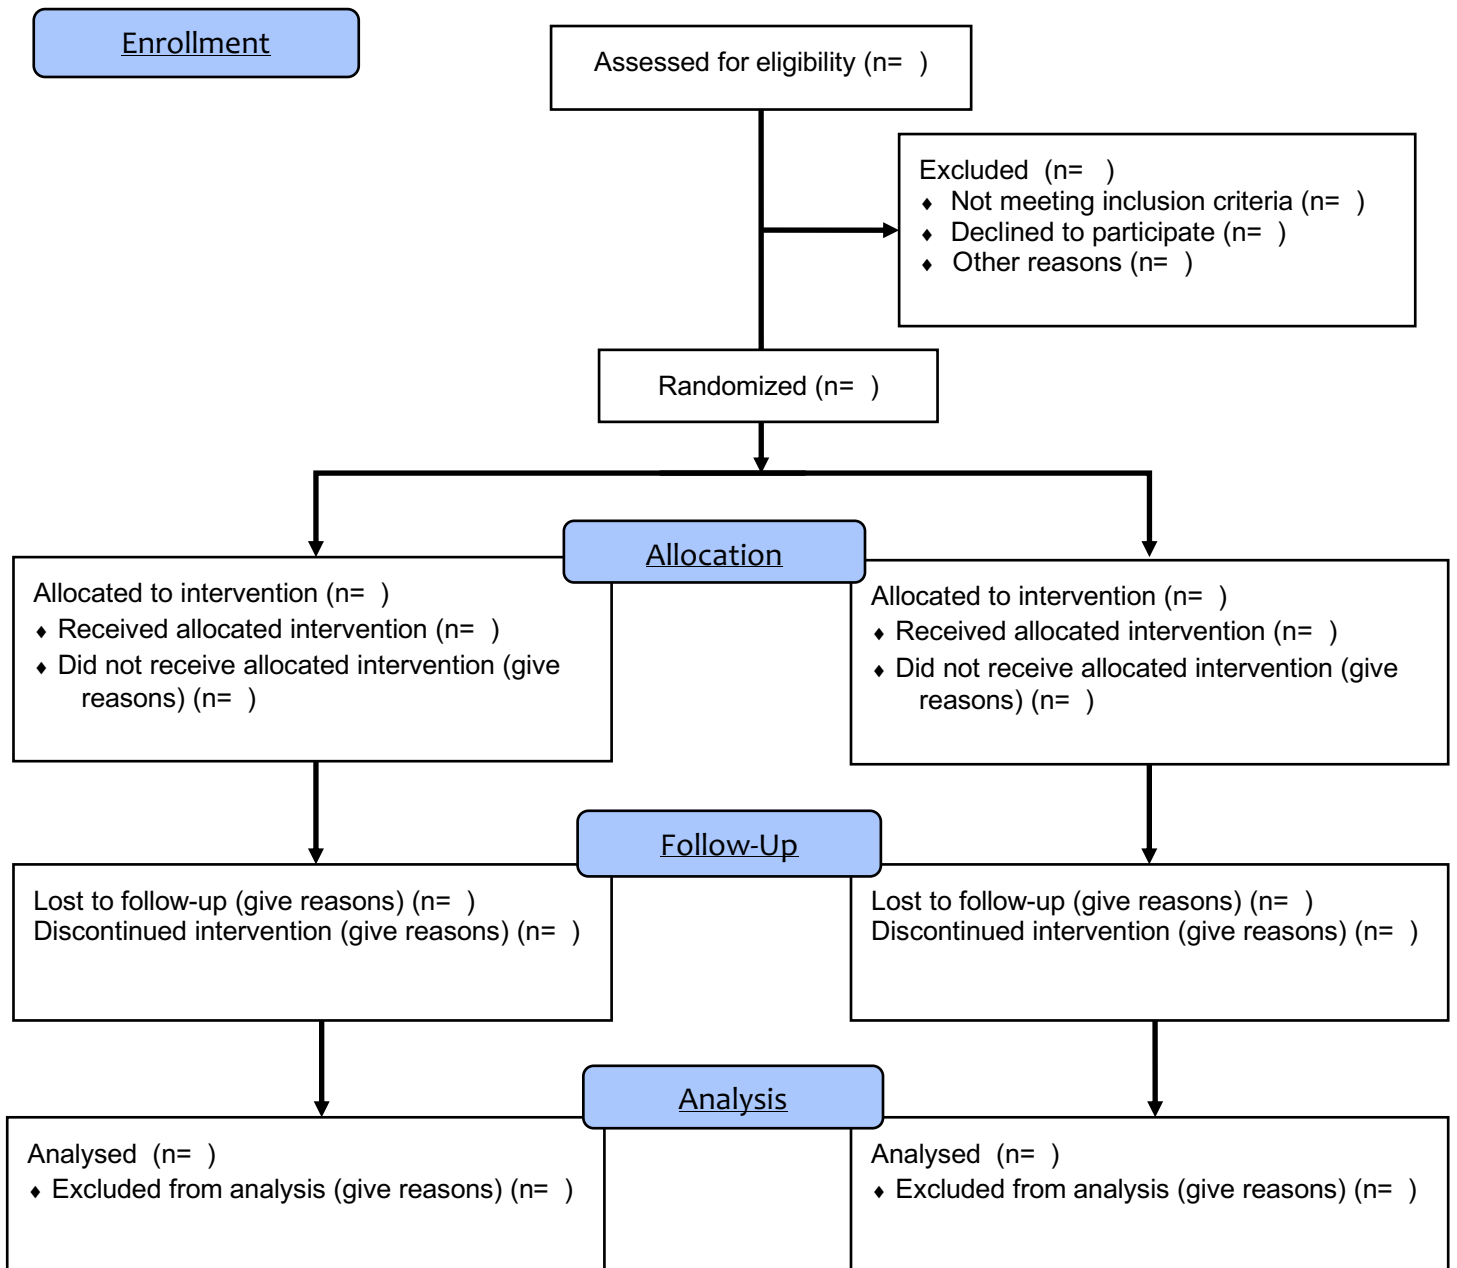 Enrollment
Assessed for eligibility (n=  )
Excluded  (n=   )
♦ Not meeting inclusion criteria (n=  )
♦ Declined to participate (n=  )
♦ Other reasons (n=  )
Randomized (n=  )
Allocation
Allocated to intervention (n=  )
♦ Received allocated intervention (n=  )
♦ Did not receive allocated intervention (give
reasons) (n=  )
Allocated to intervention (n=  )
♦ Received allocated intervention (n=  )
♦ Did not receive allocated intervention (give
reasons) (n=  )
Follow-Up
Lost to follow-up (give reasons) (n=  )
Discontinued intervention (give reasons) (n=  )
Lost to follow-up (give reasons) (n=  )
Discontinued intervention (give reasons) (n=  )
Analysis
Analysed  (n=  )
♦ Excluded from analysis (give reasons) (n=  )
Analysed  (n=  )
♦ Excluded from analysis (give reasons) (n=  )